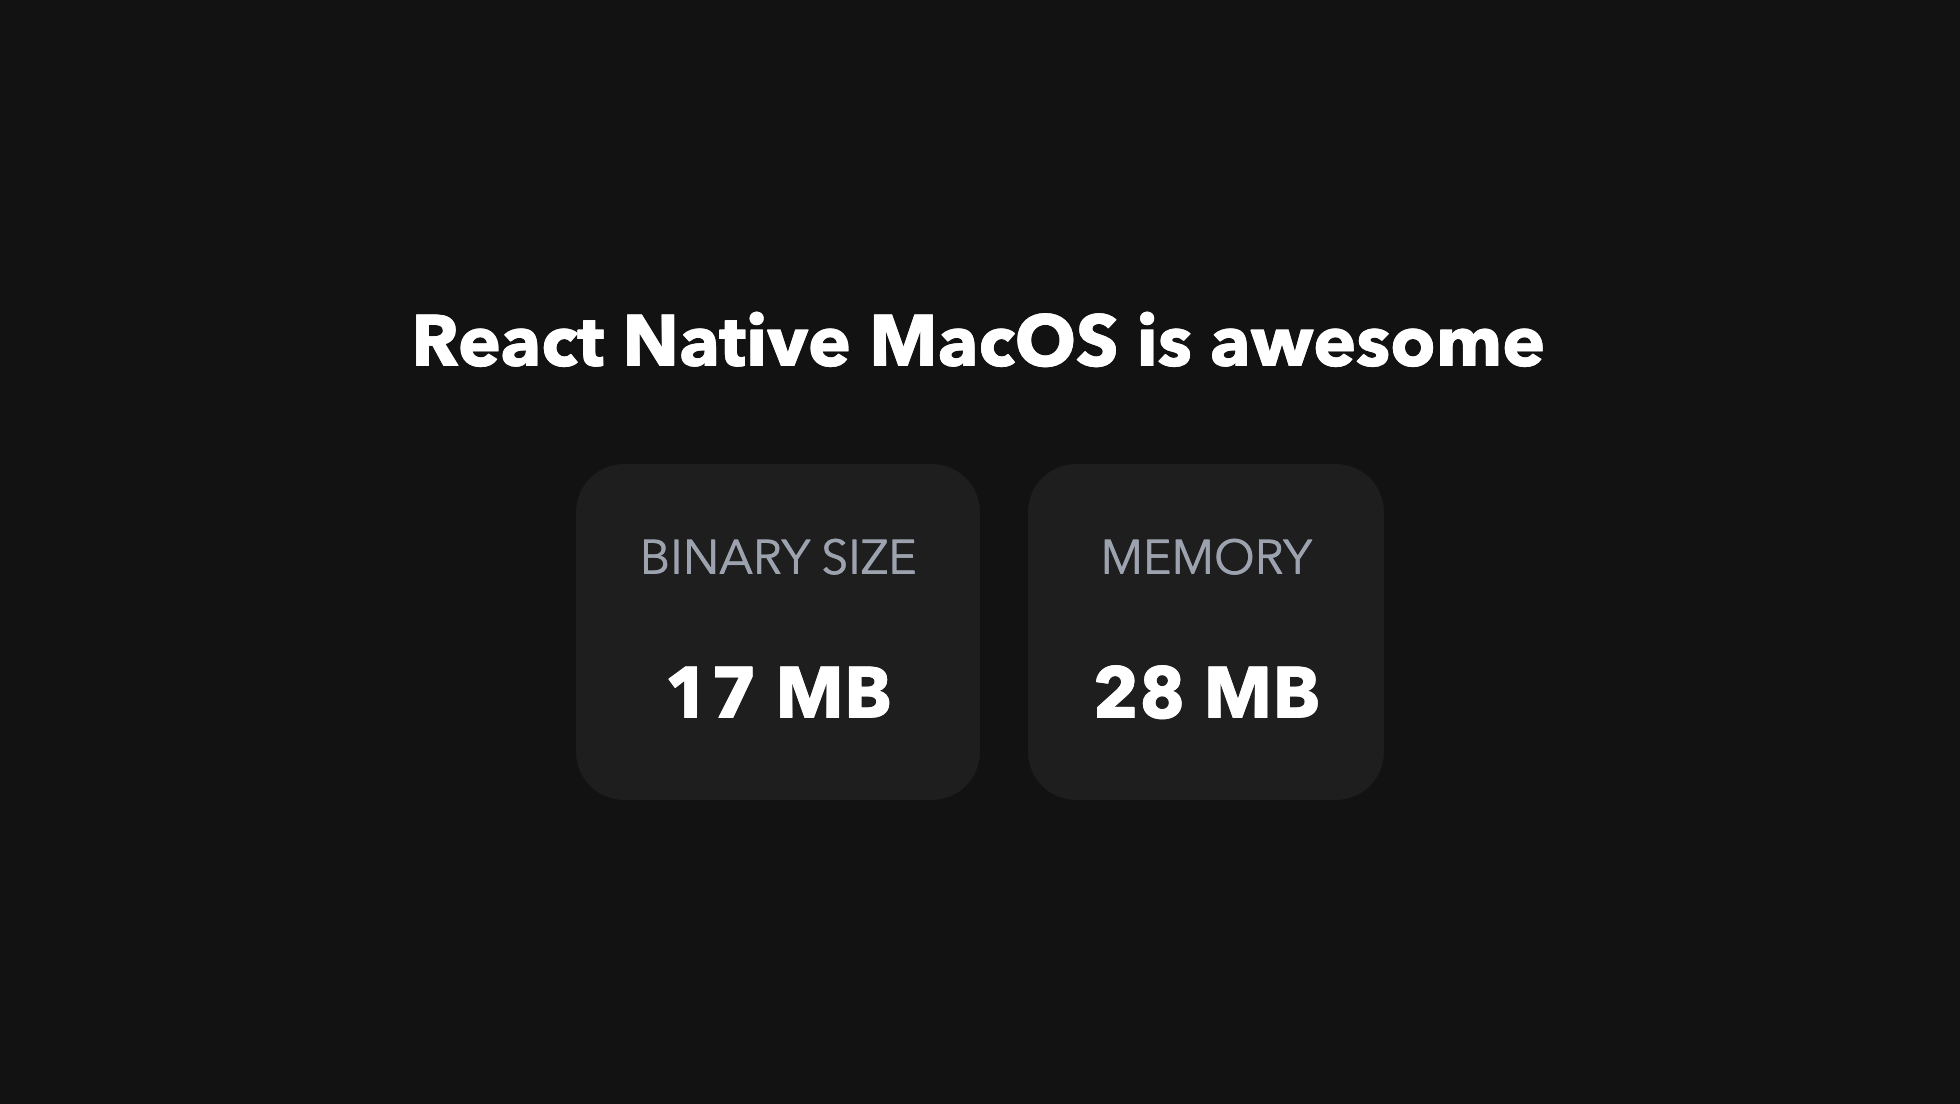 React Native MacOS is awesome
BINARY SIZE
17 MB
MEMORY
28 MB